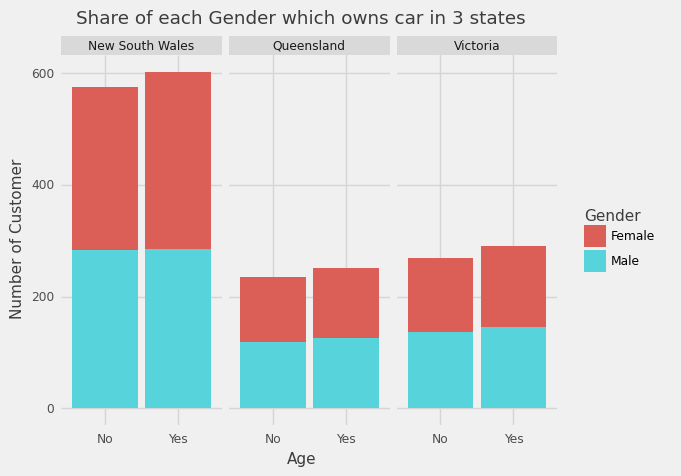 Share of each Gender which owns car in 3 states
New South Wales
Queensland
Victoria
600
400
200
0
Number of Customer
No
Yes
No
Yes
No
Yes
Age
Gender
Female
Male